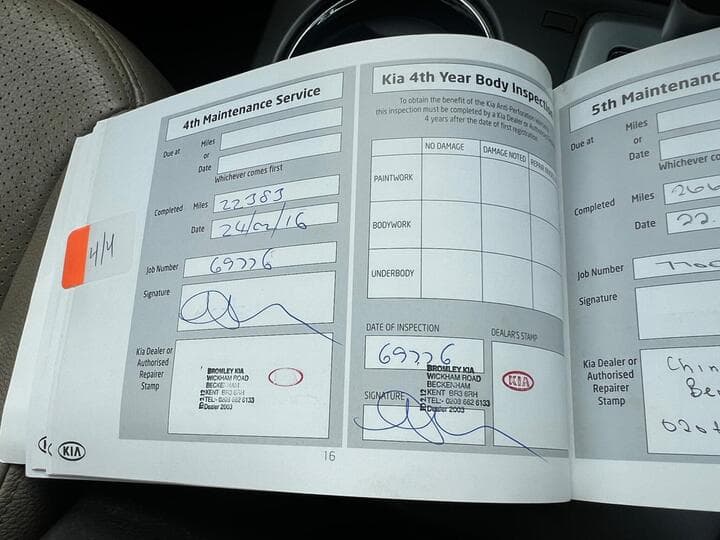 4th Maintenance Service
Due at
Miles
or
Date
Whichever comes first
Completed
Miles
22383
Date
24/02/16
Job Number
69776
Signature
Kia Dealer or
Authorised
Repairer
Stamp
BROMLEY KIA
WICKHAM ROAD
BECKENHAM
KENT BR3 6RH
TEL:- 0208 662 6133
Dealer 2003
4/4
KIA
16
Kia 4th Year Body Inspec
To obtain the benefit of the Kia Anti-Perforation
this inspection must be completed by a Kia Dealer or
4 years after the date of first registration
NO DAMAGE
DAMAGE NOTED
REPAIR
PAINTWORK
BODYWORK
UNDERBODY
DATE OF INSPECTION
69776
DEALAR'S STAMP
KIA
BROMLEY KIA
WICKHAM ROAD
BECKENHAM
KENT BR3 6RH
TEL:- 0208 662 6133
Dealer 2003
SIGNATURE
5th Maintenanc
Due at
Miles
or
Date
Whichever co
Completed
Miles
Date
22.
Job Number
Signature
Kia Dealer or
Authorised
Repairer
Stamp